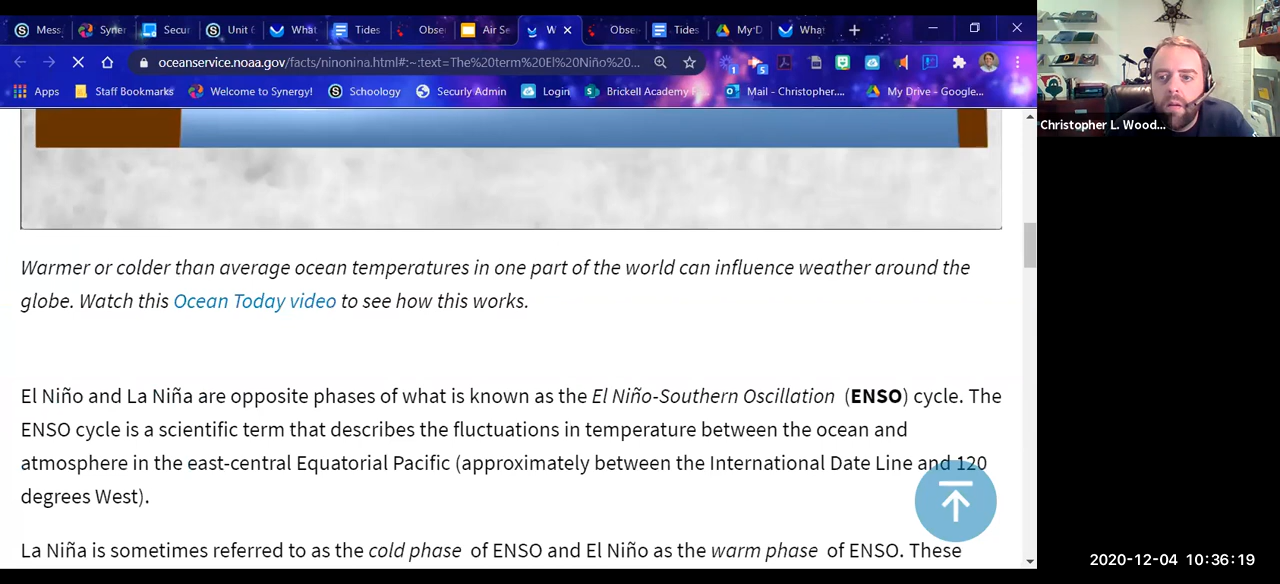 Mess
Syner
Secur
Unit 6
What
Tides
Obse
Air Se
W
Obse
Tides
My D
What
oceanservice.noaa.gov/facts/ninonina.html#:~:text=The%20term%20El%20Niño%20...
1
5
Apps
Staff Bookmarks
Welcome to Synergy!
Schoology
Securly Admin
Login
Brickell Academy
Mail - Christopher....
My Drive - Google...
Christopher L. Wood...
Warmer or colder than average ocean temperatures in one part of the world can influence weather around the
globe. Watch this Ocean Today video to see how this works.
El Niño and La Niña are opposite phases of what is known as the El Niño-Southern Oscillation (ENSO) cycle. The
ENSO cycle is a scientific term that describes the fluctuations in temperature between the ocean and
atmosphere in the east-central Equatorial Pacific (approximately between the International Date Line and 120
degrees West).
La Niña is sometimes referred to as the cold phase of ENSO and El Niño as the warm phase of ENSO. These
2020-12-04 10:36:19